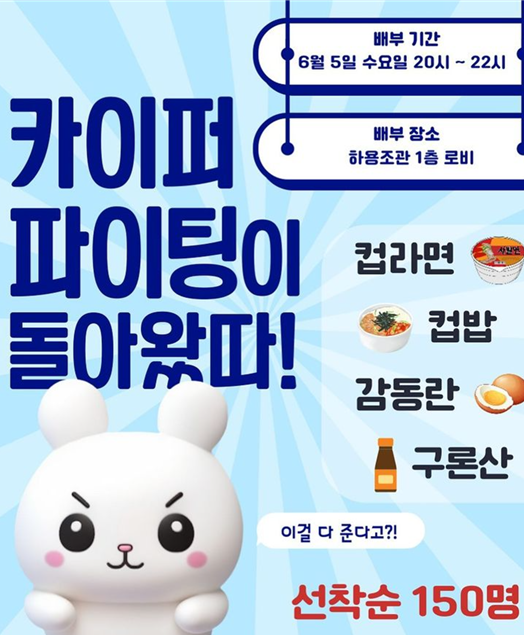 배부 기간
6월 5일 수요일 20시 ~ 22시
배부 장소
하용조관 1층 로비
카이퍼
파이팅이
돌아왔따!
컵라면
컵밥
감동란
구론산
이걸 다 준다고?!
선착순 150명